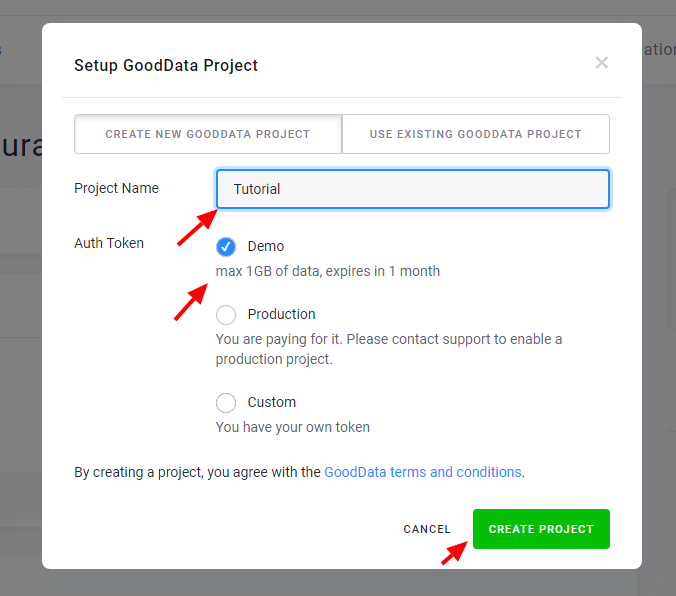 Setup GoodData Project
CREATE NEW GOODDATA PROJECT
USE EXISTING GOODDATA PROJECT
Project Name
Tutorial
Auth Token
Demo
max 1GB of data, expires in 1 month
Production
You are paying for it. Please contact support to enable a
production project.
Custom
You have your own token
By creating a project, you agree with the GoodData terms and conditions.
CANCEL
CREATE PROJECT